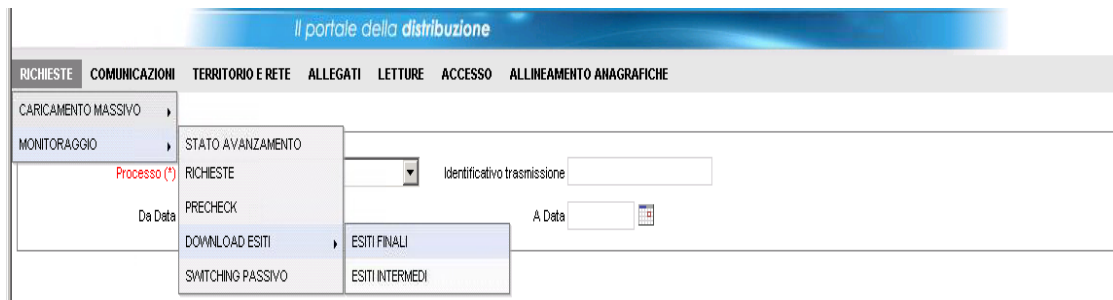 Il portale della distribuzione
RICHIESTE COMUNICAZIONI TERRITORIO E RETE ALLEGATI LETTURE ACCESSO ALLINEAMENTO ANAGRAFICHE
CARICAMENTO MASSIVO
MONITORAGGIO
STATO AVANZAMENTO
Processo (*)
RICHIESTE
Identificativo trasmissione
Da Data
PRECHECK
A Data
DOWNLOAD ESITI
ESITI FINALI
SWITCHING PASSIVO
ESITI INTERMEDI